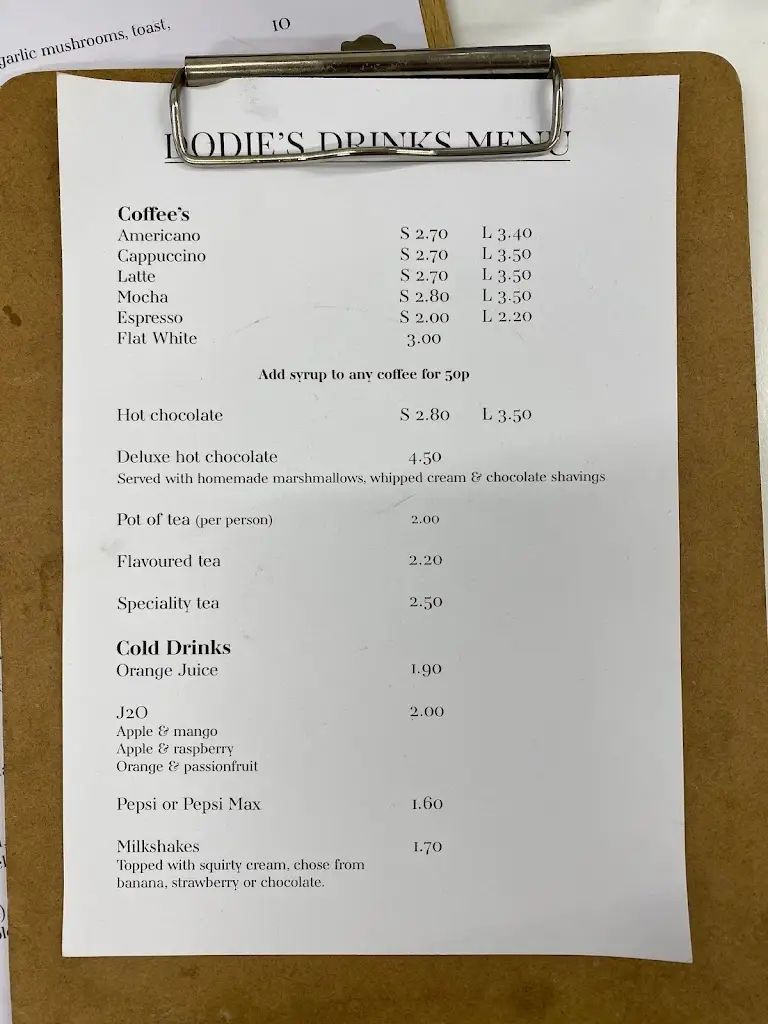 garlic mushrooms, toast,
10
DODIE'S DRINKS MENU
Coffee's
Americano S 2.70 L 3.40
Cappuccino S 2.70 L 3.50
Latte S 2.70 L 3.50
Mocha S 2.80 L 3.50
Espresso S 2.00 L 2.20
Flat White 3.00
Add syrup to any coffee for 50p
Hot chocolate S 2.80 L 3.50
Deluxe hot chocolate 4.50
Served with homemade marshmallows, whipped cream & chocolate shavings
Pot of tea (per person) 2.00
Flavoured tea 2.20
Speciality tea 2.50
Cold Drinks
Orange Juice 1.90
J2O 2.00
Apple & mango
Apple & raspberry
Orange & passionfruit
Pepsi or Pepsi Max 1.60
Milkshakes 1.70
Topped with squirty cream, chose from
banana, strawberry or chocolate.